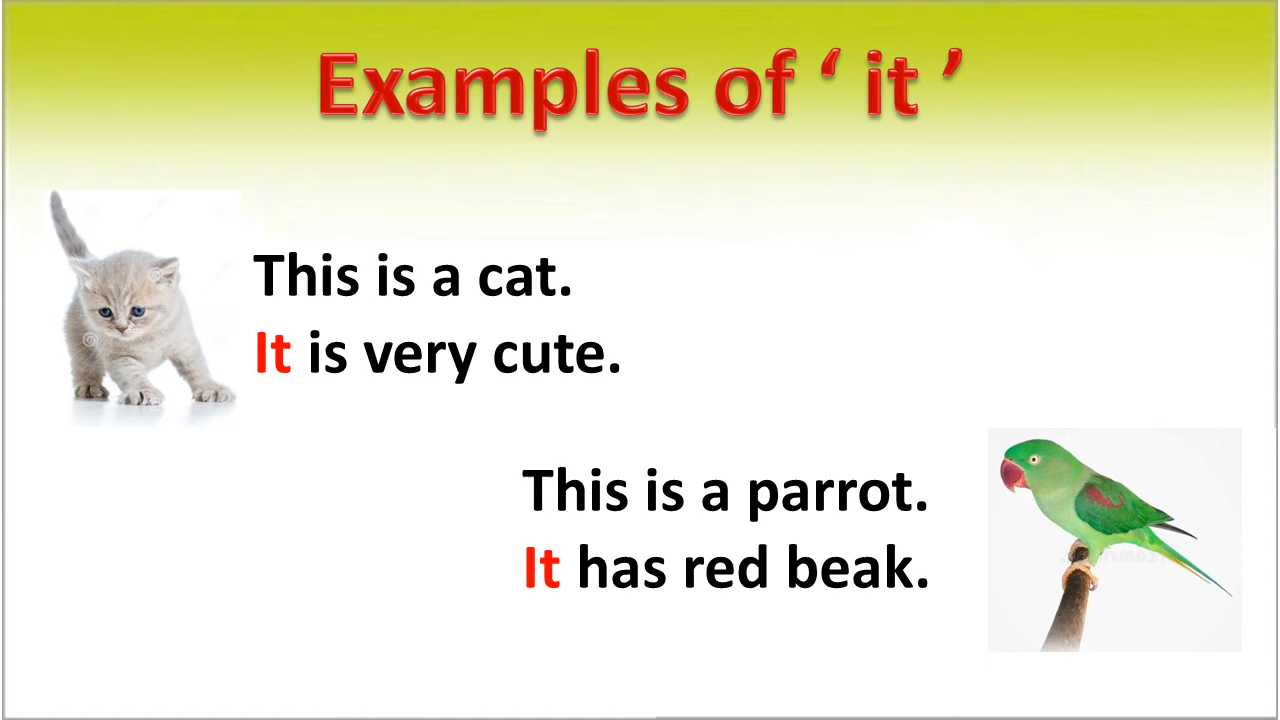 Examples of ‘ it ’
This is a cat.
It is very cute.
This is a parrot.
It has red beak.